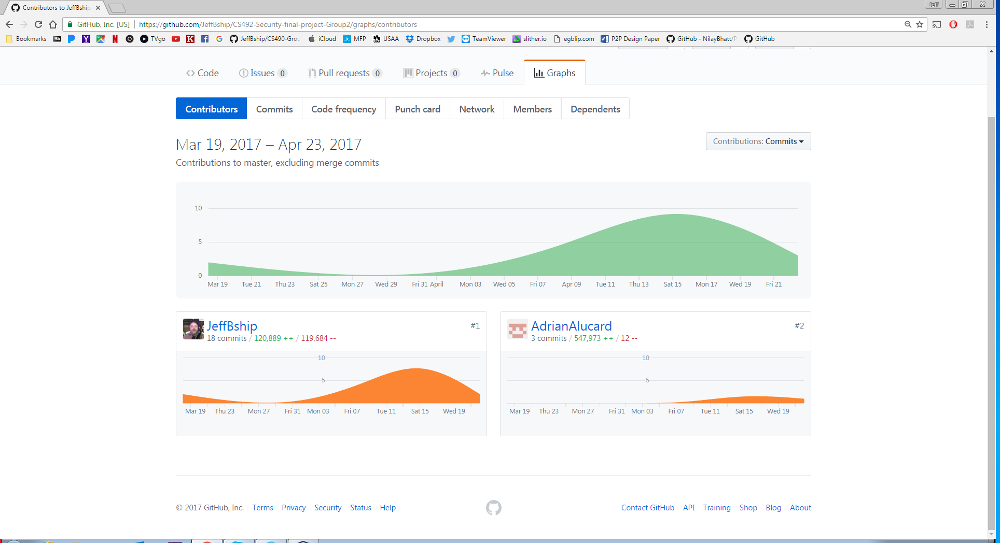 Contributors to JeffBship
Jeff
GitHub, Inc. [US] https://github.com/JeffBship/CS492-Security-final-project-Group2/graphs/contributors
Bookmarks Bb TVgo JeffBship/CS490-Grou iCloud MFP USAA Dropbox TeamViewer slither.io egblip.com P2P Design Paper GitHub - NilayBhatt/P GitHub
Code Issues 0 Pull requests 0 Projects 0 Pulse Graphs
Contributors Commits Code frequency Punch card Network Members Dependents
Mar 19, 2017 – Apr 23, 2017
Contributions: Commits
Contributions to master, excluding merge commits
10
5
0
Mar 19 Tue 21 Thu 23 Sat 25 Mon 27 Wed 29 Fri 31 April Mon 03 Wed 05 Fri 07 Apr 09 Tue 11 Thu 13 Sat 15 Mon 17 Wed 19 Fri 21
JeffBship #1
18 commits / 120,889 ++ / 119,684 --
10
5
Mar 19 Thu 23 Mon 27 Fri 31 Mon 03 Fri 07 Tue 11 Sat 15 Wed 19
AdrianAlucard #2
3 commits / 547,973 ++ / 12 --
10
5
Mar 19 Thu 23 Mon 27 Fri 31 Mon 03 Fri 07 Tue 11 Sat 15 Wed 19
© 2017 GitHub, Inc. Terms Privacy Security Status Help Contact GitHub API Training Shop Blog About